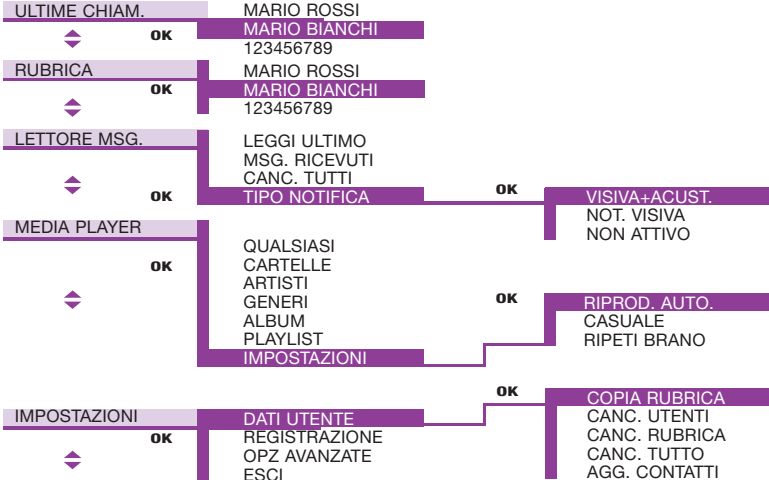 ULTIME CHIAM.
OK
MARIO ROSSI
MARIO BIANCHI
123456789
RUBRICA
OK
MARIO ROSSI
MARIO BIANCHI
123456789
LETTORE MSG.
OK
LEGGI ULTIMO
MSG. RICEVUTI
CANC. TUTTI
TIPO NOTIFICA
OK
VISIVA+ACUST.
NOT. VISIVA
NON ATTIVO
MEDIA PLAYER
OK
QUALSIASI
CARTELLE
ARTISTI
GENERI
ALBUM
PLAYLIST
IMPOSTAZIONI
OK
RIPROD. AUTO.
CASUALE
RIPETI BRANO
IMPOSTAZIONI
OK
DATI UTENTE
REGISTRAZIONE
OPZ AVANZATE
ESCI
OK
COPIA RUBRICA
CANC. UTENTI
CANC. RUBRICA
CANC. TUTTO
AGG. CONTATTI